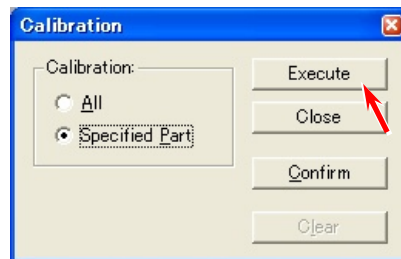 Calibration
Calibration:
All
Specified Part
Execute
Close
Confirm
Clear